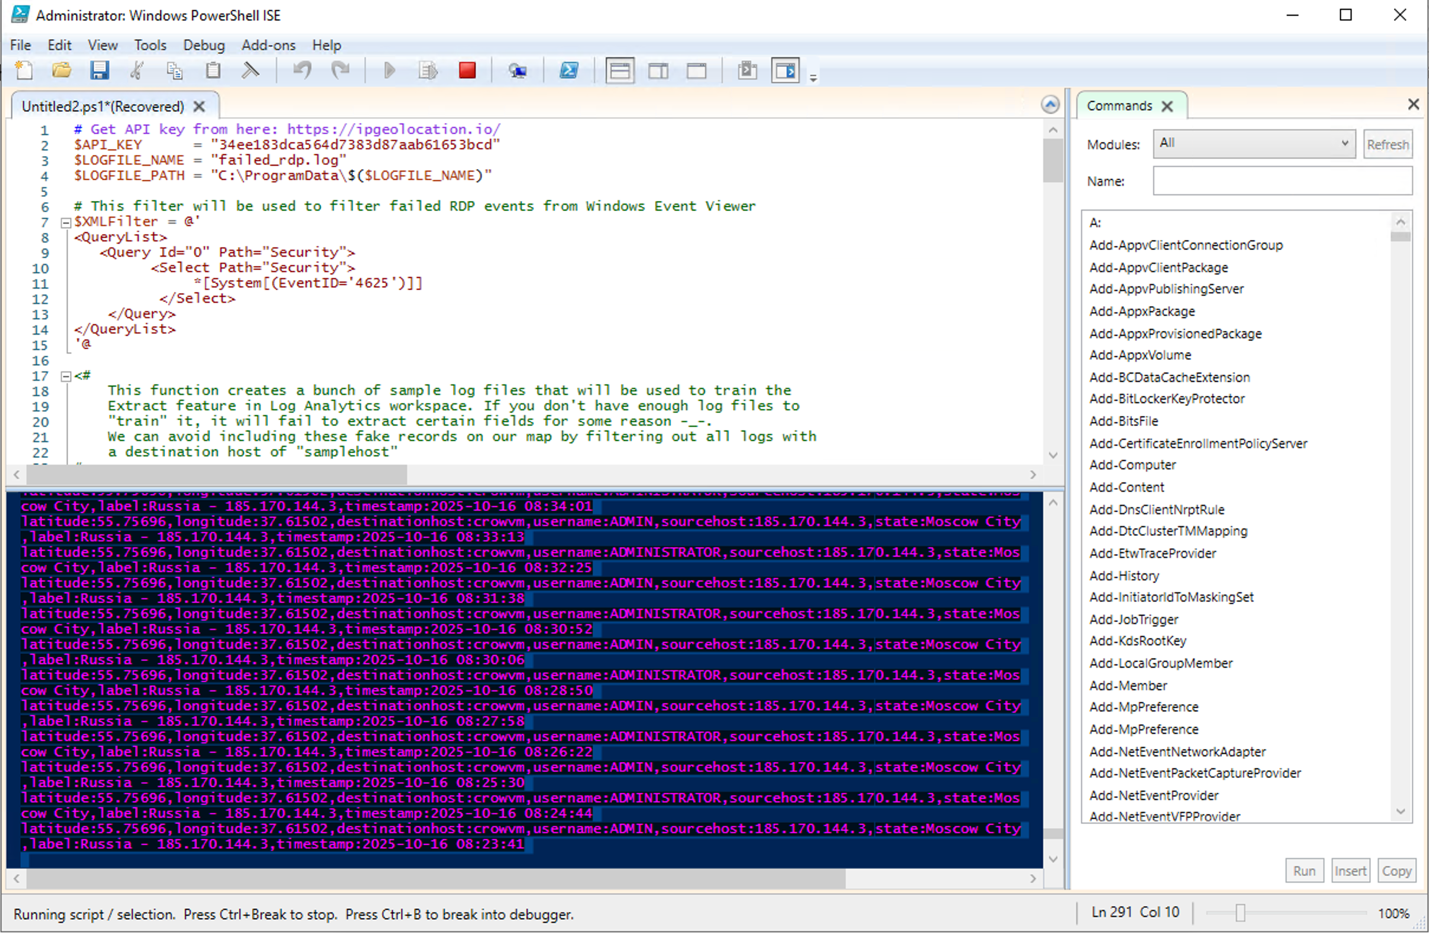 Administrator: Windows PowerShell ISE
File Edit View Tools Debug Add-ons Help
Untitled2.ps1*(Recovered)
1 # Get API key from here: https://ipgeolocation.io/
2 $API_KEY      = "34ee183dca564d7383d87aab61653bcd"
3 $LOGFILE_NAME = "failed_rdp.log"
4 $LOGFILE_PATH = "C:\ProgramData\$($LOGFILE_NAME)"
5
6 # This filter will be used to filter failed RDP events from Windows Event Viewer
7 $XMLFilter = @'
8 <QueryList>
9 <Query Id="0" Path="Security">
10 <Select Path="Security">
11 *[System[(EventID='4625')]]
12 </Select>
13 </Query>
14 </QueryList>
15 '@
16
17 <#
18 This function creates a bunch of sample log files that will be used to train the
19 Extract feature in Log Analytics workspace. If you don't have enough log files to
20 "train" it, it will fail to extract certain fields for some reason -_-.
21 We can avoid including these fake records on our map by filtering out all logs with
22 a destination host of "samplehost"
cow City,label:Russia - 185.170.144.3,timestamp:2025-10-16 08:34:01
latitude:55.75696,longitude:37.61502,destinationhost:crowvm,username:ADMIN,sourcehost:185.170.144.3,state:Moscow City
,label:Russia - 185.170.144.3,timestamp:2025-10-16 08:33:13
latitude:55.75696,longitude:37.61502,destinationhost:crowvm,username:ADMINISTRATOR,sourcehost:185.170.144.3,state:Mos
cow City,label:Russia - 185.170.144.3,timestamp:2025-10-16 08:32:25
latitude:55.75696,longitude:37.61502,destinationhost:crowvm,username:ADMIN,sourcehost:185.170.144.3,state:Moscow City
,label:Russia - 185.170.144.3,timestamp:2025-10-16 08:31:38
latitude:55.75696,longitude:37.61502,destinationhost:crowvm,username:ADMINISTRATOR,sourcehost:185.170.144.3,state:Mos
cow City,label:Russia - 185.170.144.3,timestamp:2025-10-16 08:30:52
latitude:55.75696,longitude:37.61502,destinationhost:crowvm,username:ADMIN,sourcehost:185.170.144.3,state:Moscow City
,label:Russia - 185.170.144.3,timestamp:2025-10-16 08:30:06
latitude:55.75696,longitude:37.61502,destinationhost:crowvm,username:ADMINISTRATOR,sourcehost:185.170.144.3,state:Mos
cow City,label:Russia - 185.170.144.3,timestamp:2025-10-16 08:28:50
latitude:55.75696,longitude:37.61502,destinationhost:crowvm,username:ADMIN,sourcehost:185.170.144.3,state:Moscow City
,label:Russia - 185.170.144.3,timestamp:2025-10-16 08:27:58
latitude:55.75696,longitude:37.61502,destinationhost:crowvm,username:ADMINISTRATOR,sourcehost:185.170.144.3,state:Mos
cow City,label:Russia - 185.170.144.3,timestamp:2025-10-16 08:26:22
latitude:55.75696,longitude:37.61502,destinationhost:crowvm,username:ADMIN,sourcehost:185.170.144.3,state:Moscow City
,label:Russia - 185.170.144.3,timestamp:2025-10-16 08:25:30
latitude:55.75696,longitude:37.61502,destinationhost:crowvm,username:ADMINISTRATOR,sourcehost:185.170.144.3,state:Mos
cow City,label:Russia - 185.170.144.3,timestamp:2025-10-16 08:24:44
latitude:55.75696,longitude:37.61502,destinationhost:crowvm,username:ADMIN,sourcehost:185.170.144.3,state:Moscow City
,label:Russia - 185.170.144.3,timestamp:2025-10-16 08:23:41
Commands
Modules: All Refresh
Name:
A:
Add-AppvClientConnectionGroup
Add-AppvClientPackage
Add-AppvPublishingServer
Add-AppxPackage
Add-AppxProvisionedPackage
Add-AppxVolume
Add-BCDataCacheExtension
Add-BitLockerKeyProtector
Add-BitsFile
Add-CertificateEnrollmentPolicyServer
Add-Computer
Add-Content
Add-DnsClientNrptRule
Add-DtcClusterTMMapping
Add-EtwTraceProvider
Add-History
Add-InitiatorIdToMaskingSet
Add-JobTrigger
Add-KdsRootKey
Add-LocalGroupMember
Add-Member
Add-MpPreference
Add-MpPreference
Add-NetEventNetworkAdapter
Add-NetEventPacketCaptureProvider
Add-NetEventProvider
Add-NetEventVFPProvider
Run Insert Copy
Running script / selection. Press Ctrl+Break to stop. Press Ctrl+B to break into debugger.
Ln 291 Col 10
100%